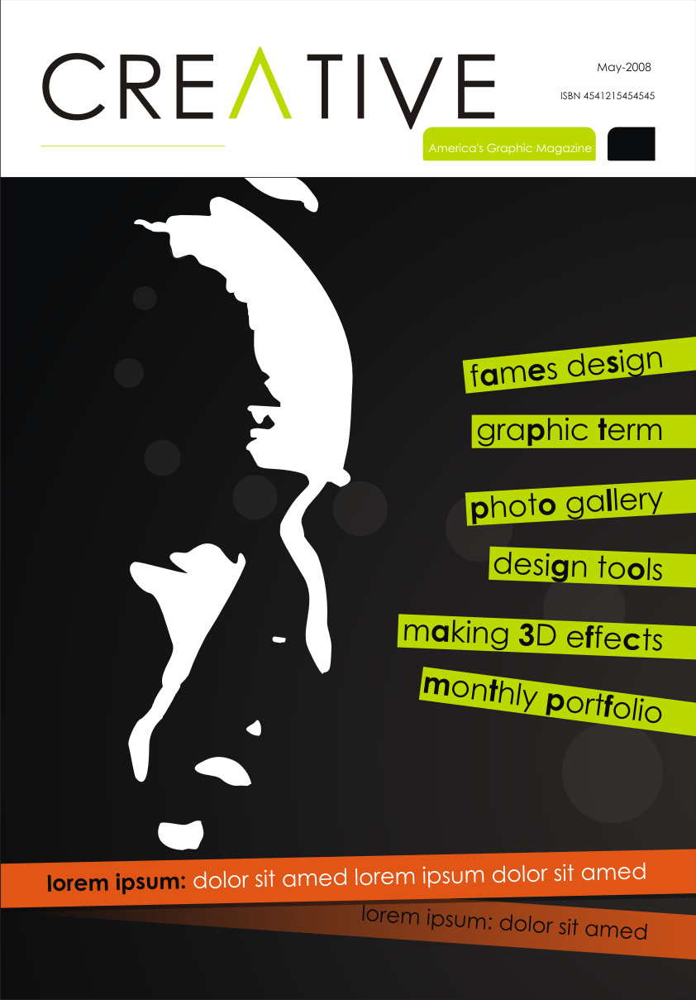 CREATIVE
May-2008
ISBN 4541215454545
America's Graphic Magazine
fames design
graphic term
photo gallery
design tools
making 3D effects
monthly portfolio
lorem ipsum: dolor sit amed lorem ipsum dolor sit amed
lorem ipsum: dolor sit amed